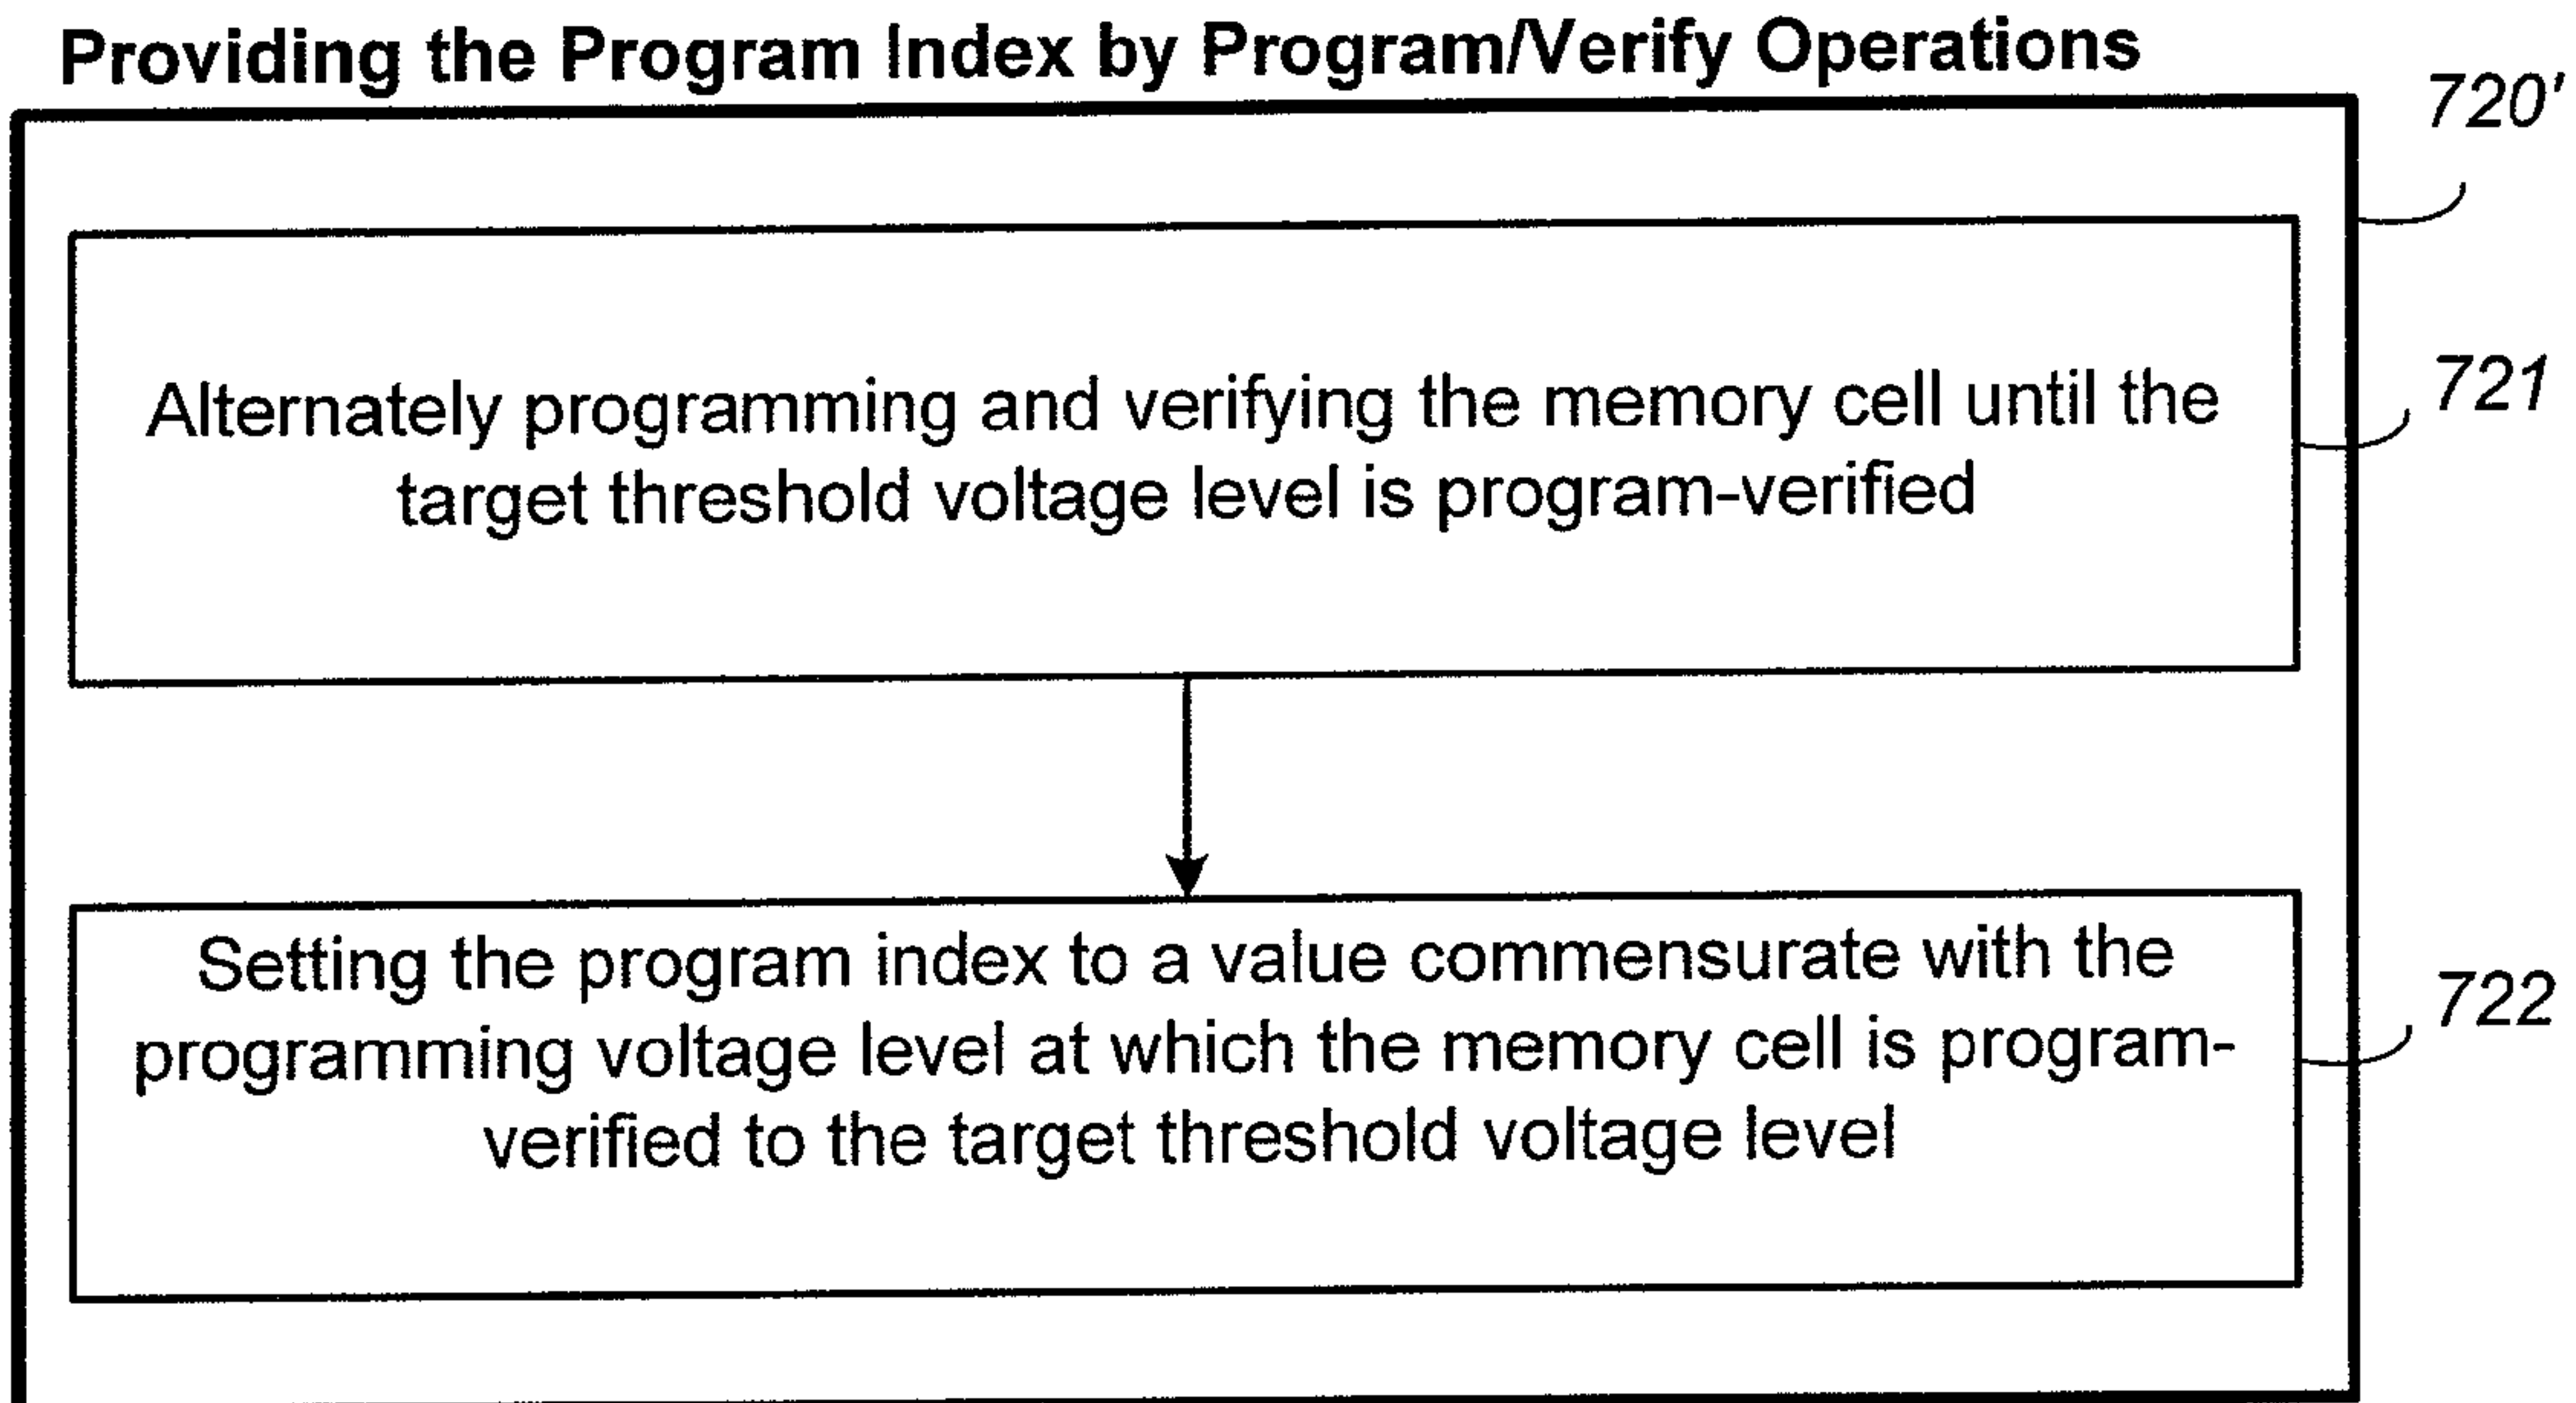 Providing the Program Index by Program/Verify Operations
720'
Alternately programming and verifying the memory cell until the
target threshold voltage level is program-verified
721
Setting the program index to a value commensurate with the
programming voltage level at which the memory cell is program-
verified to the target threshold voltage level
722